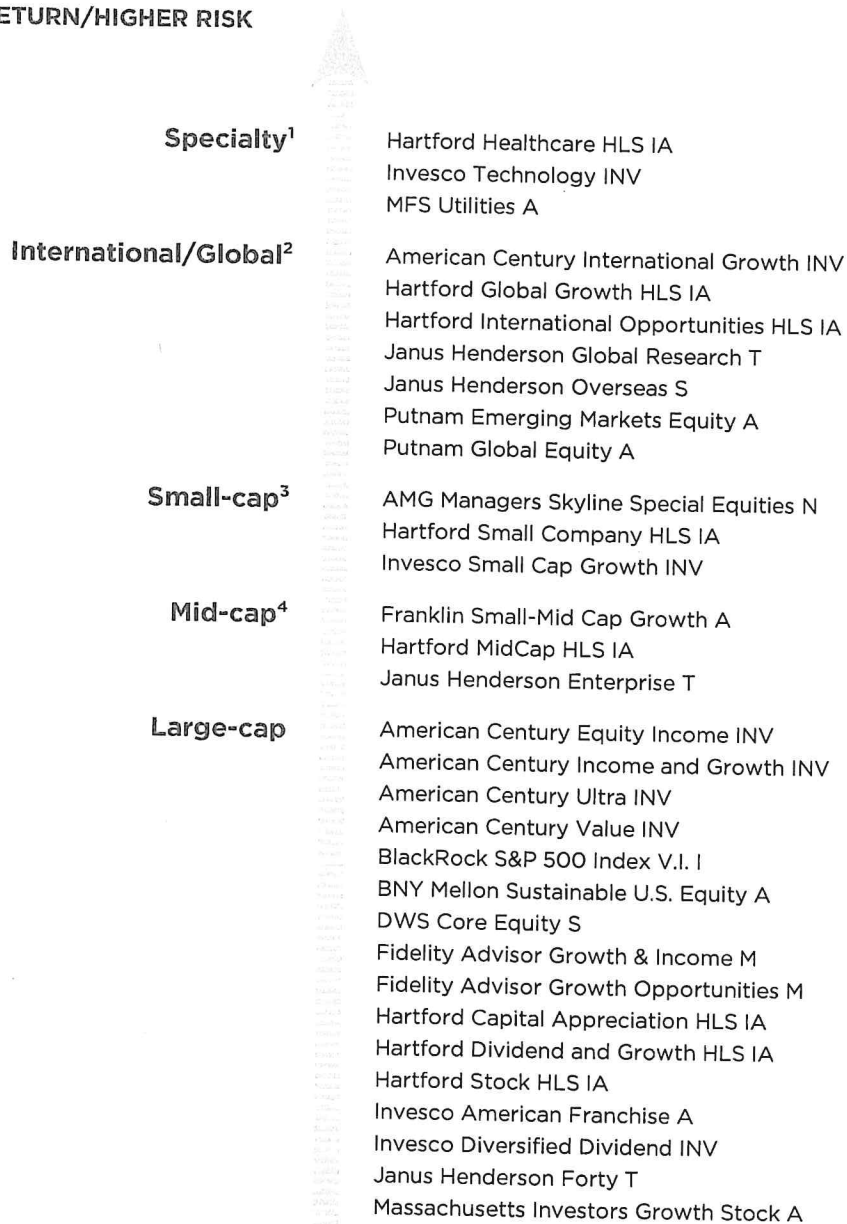 ETURN/HIGHER RISK
Specialty¹
Hartford Healthcare HLS IA
Invesco Technology INV
MFS Utilities A
International/Global²
American Century International Growth INV
Hartford Global Growth HLS IA
Hartford International Opportunities HLS IA
Janus Henderson Global Research T
Janus Henderson Overseas S
Putnam Emerging Markets Equity A
Putnam Global Equity A
Small-cap³
AMG Managers Skyline Special Equities N
Hartford Small Company HLS IA
Invesco Small Cap Growth INV
Mid-cap⁴
Franklin Small-Mid Cap Growth A
Hartford MidCap HLS IA
Janus Henderson Enterprise T
Large-cap
American Century Equity Income INV
American Century Income and Growth INV
American Century Ultra INV
American Century Value INV
BlackRock S&P 500 Index V.I. I
BNY Mellon Sustainable U.S. Equity A
DWS Core Equity S
Fidelity Advisor Growth & Income M
Fidelity Advisor Growth Opportunities M
Hartford Capital Appreciation HLS IA
Hartford Dividend and Growth HLS IA
Hartford Stock HLS IA
Invesco American Franchise A
Invesco Diversified Dividend INV
Janus Henderson Forty T
Massachusetts Investors Growth Stock A